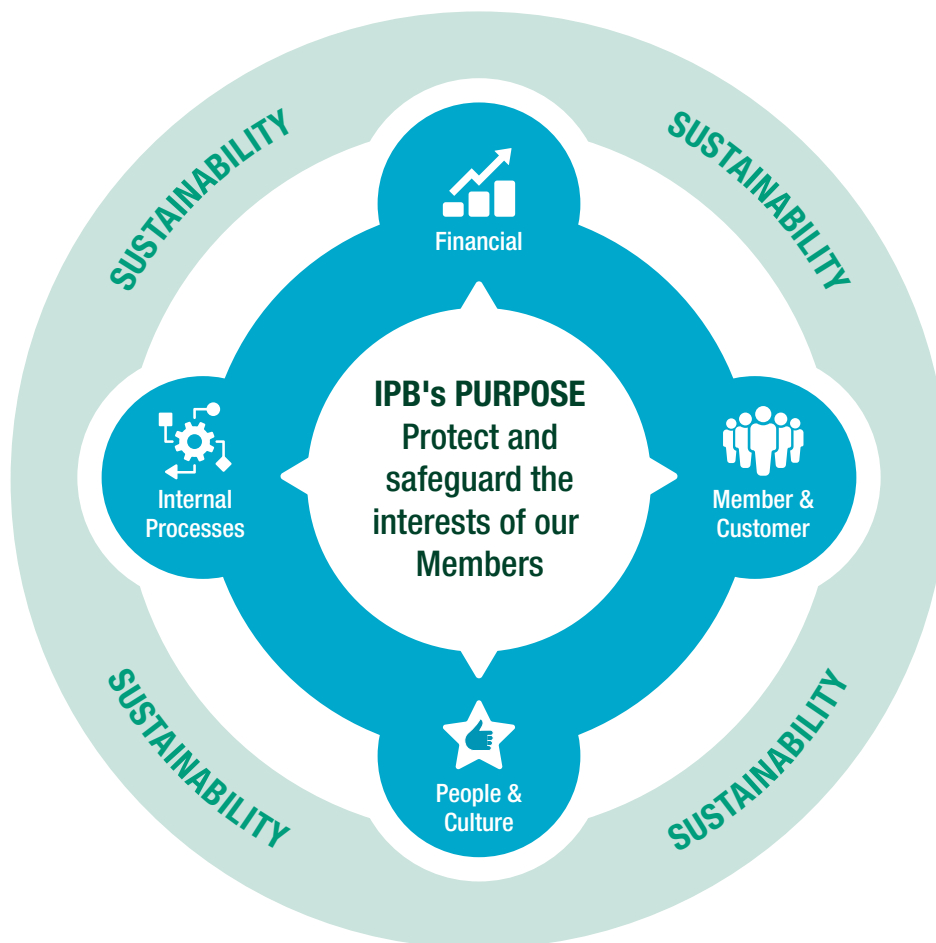 SUSTAINABILITY
SUSTAINABILITY
Financial
IPB's PURPOSE
Protect and
safeguard the
interests of our
Members
Internal
Processes
Member &
Customer
People &
Culture
SUSTAINABILITY
SUSTAINABILITY